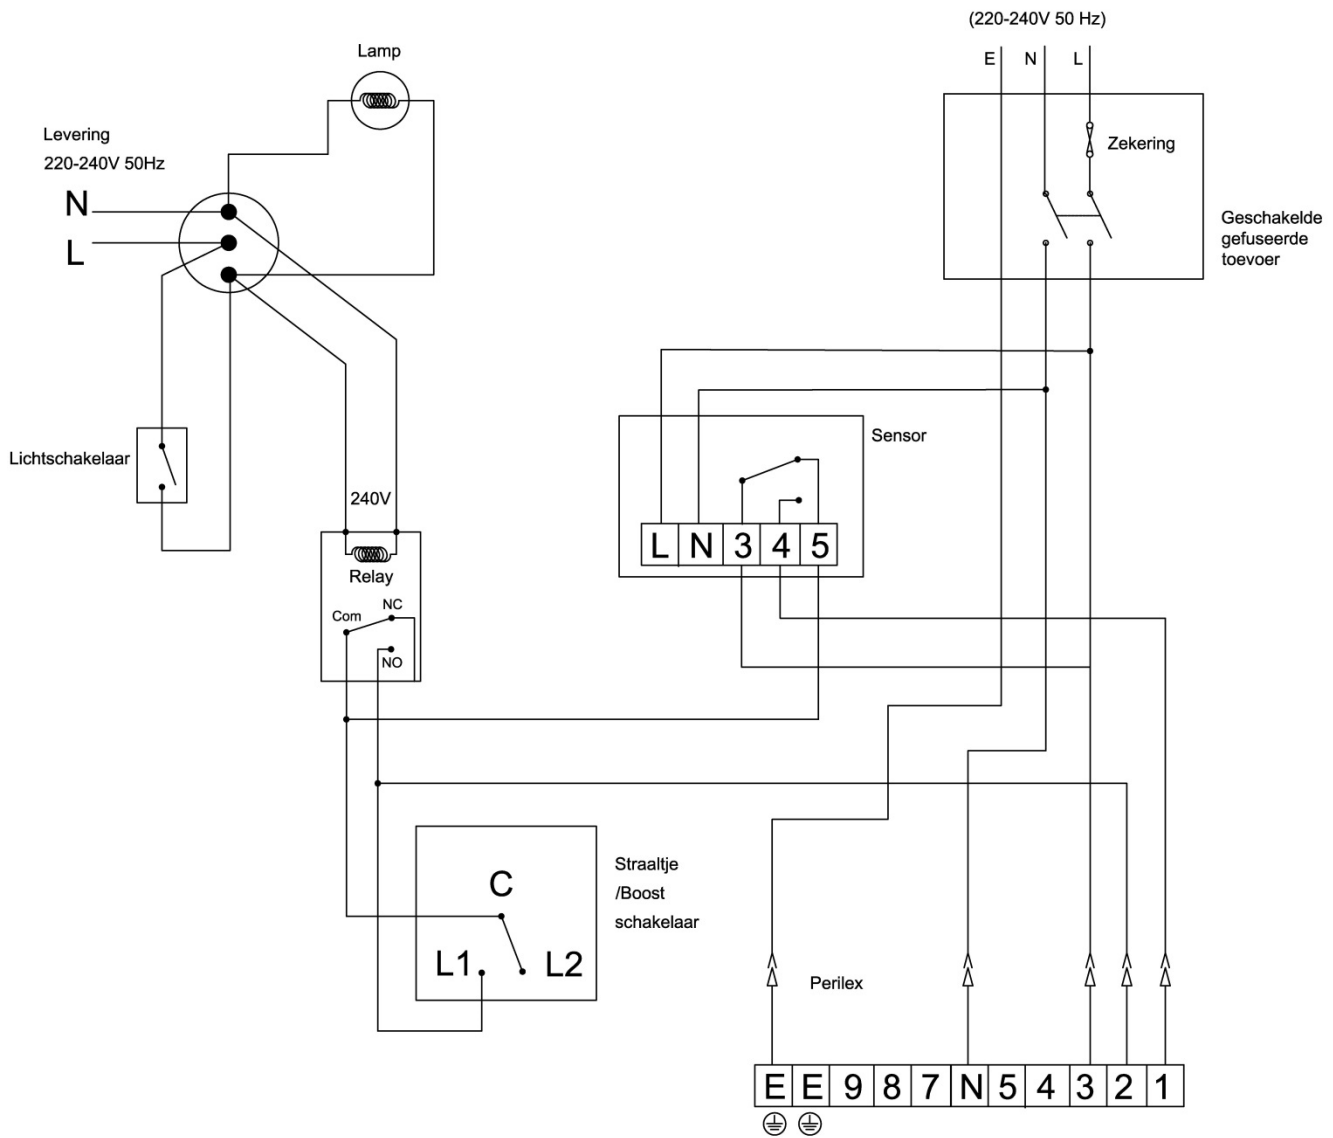 (220-240V 50 Hz)
E N L
Lamp
Levering
220-240V 50Hz
N
L
Zekering
Geschakelde
gefuseerde
toevoer
Sensor
Lichtschakelaar
240V
L N 3 4 5
Relay
NC
Com
NO
Straaltje
/Boost
schakelaar
C
L1 L2
Perilex
E E 9 8 7 N 5 4 3 2 1